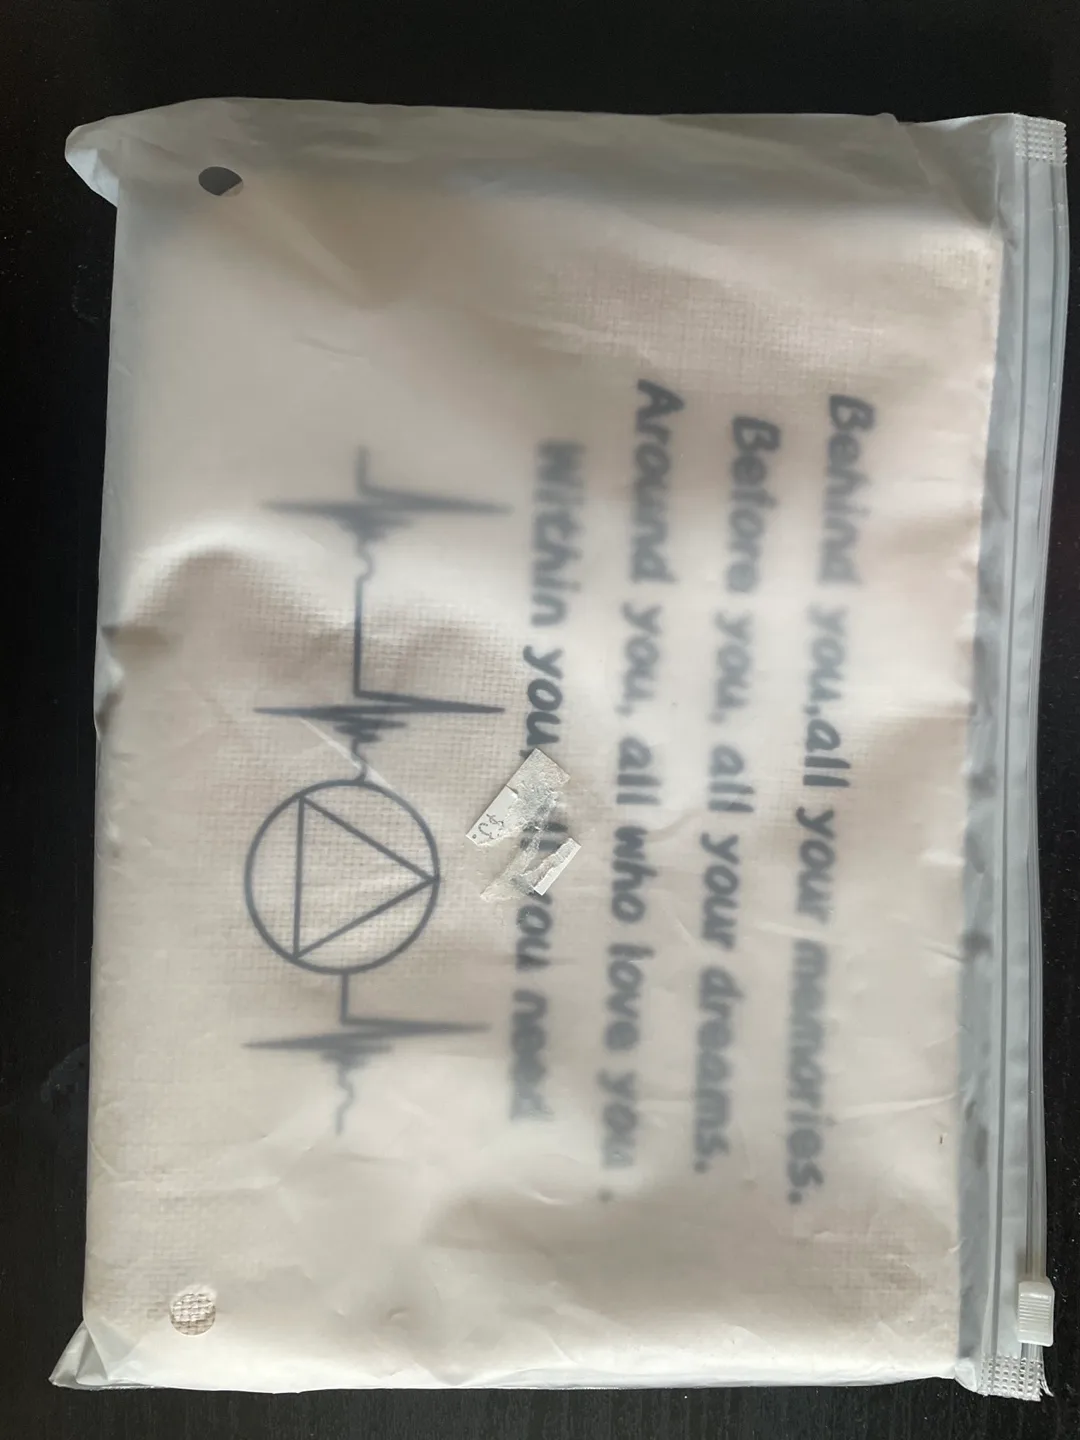 Behind you,all your memories.
Before you, all your dreams.
Around you, all who love you.
Within you, you need
$3.